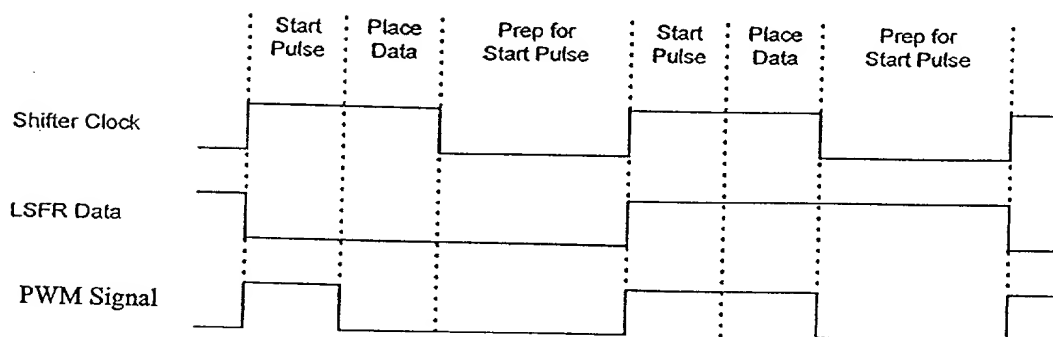 Start
Pulse
Place
Data
Prep for
Start Pulse
Start
Pulse
Place
Data
Prep for
Start Pulse
Shifter Clock
LSFR Data
PWM Signal